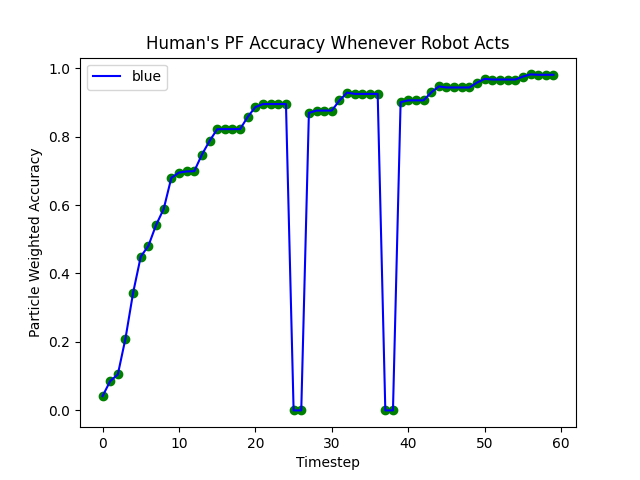 Human's PF Accuracy Whenever Robot Acts
blue
1.0
0.8
0.6
0.4
0.2
0.0
Particle Weighted Accuracy
0 10 20 30 40 50 60
Timestep